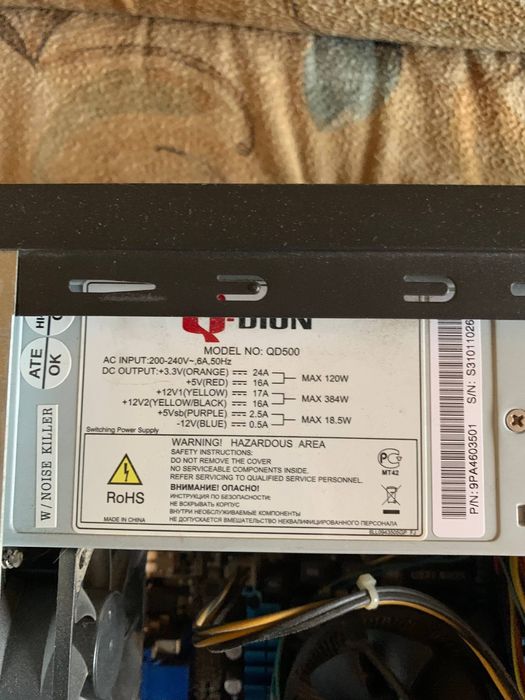 Q-DION
MODEL NO: QD500
AC INPUT:200-240V~,6A,50Hz
DC OUTPUT:+3.3V(ORANGE) 24A
+5V(RED) 16A
MAX 120W
+12V1(YELLOW) 17A
+12V2(YELLOW/BLACK) 16A
MAX 384W
+5Vsb(PURPLE) 2.5A
-12V(BLUE) 0.5A
MAX 18.5W
Switching Power Supply
WARNING! HAZARDOUS AREA
SAFETY INSTRUCTIONS:
DO NOT REMOVE THE COVER
NO SERVICEABLE COMPONENTS INSIDE.
REFER SERVICING TO QUALIFIED SERVICE PERSONNEL.
ВНИМАНИЕ! ОПАСНО!
ИНСТРУКЦИЯ ПО БЕЗОПАСНОСТИ:
НЕ ВСКРЫВАТЬ КОРПУС
ВНУТРИ НЕОБСЛУЖИВАЕМЫЕ КОМПОНЕНТЫ
НЕ ДОПУСКАЕТСЯ ВМЕШАТЕЛЬСТВО НЕКВАЛИФИЦИРОВАННОГО ПЕРСОНАЛА
RoHS
MADE IN CHINA
MT42
ATE
OK
W/ NOISE KILLER
S/N: S31011026
P/N: 9PA4603501